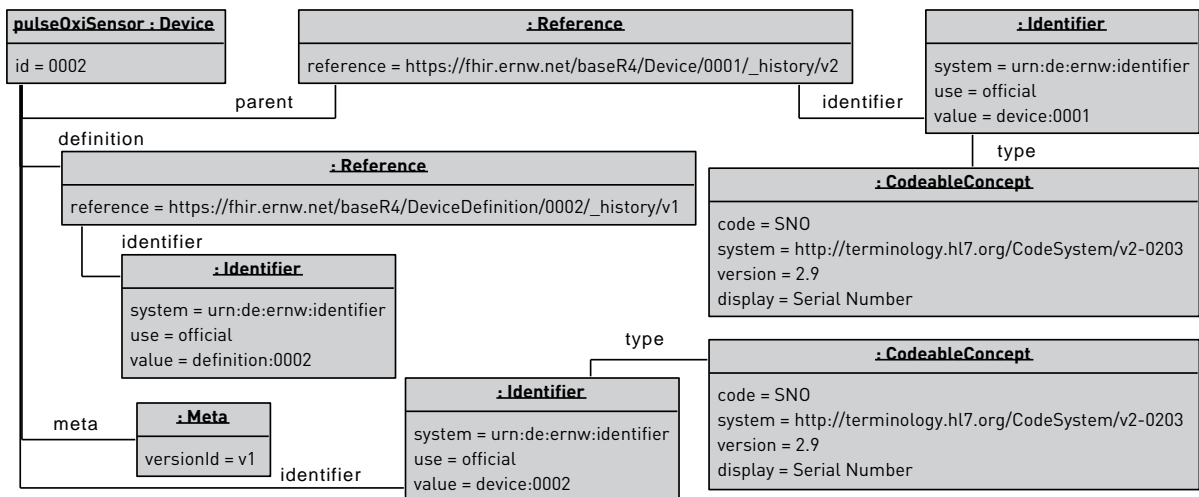 pulseOxiSensor : Device
id = 0002
: Reference
reference = https://fhir.ernw.net/baseR4/Device/0001/_history/v2
: Identifier
system = urn:de:ernw:identifier
use = official
value = device:0001
parent
identifier
type
definition
: Reference
reference = https://fhir.ernw.net/baseR4/DeviceDefinition/0002/_history/v1
: CodeableConcept
code = SNO
system = http://terminology.hl7.org/CodeSystem/v2-0203
version = 2.9
display = Serial Number
identifier
: Identifier
system = urn:de:ernw:identifier
use = official
value = definition:0002
type
: CodeableConcept
code = SNO
system = http://terminology.hl7.org/CodeSystem/v2-0203
version = 2.9
display = Serial Number
: Identifier
system = urn:de:ernw:identifier
use = official
value = device:0002
meta
: Meta
versionId = v1
identifier